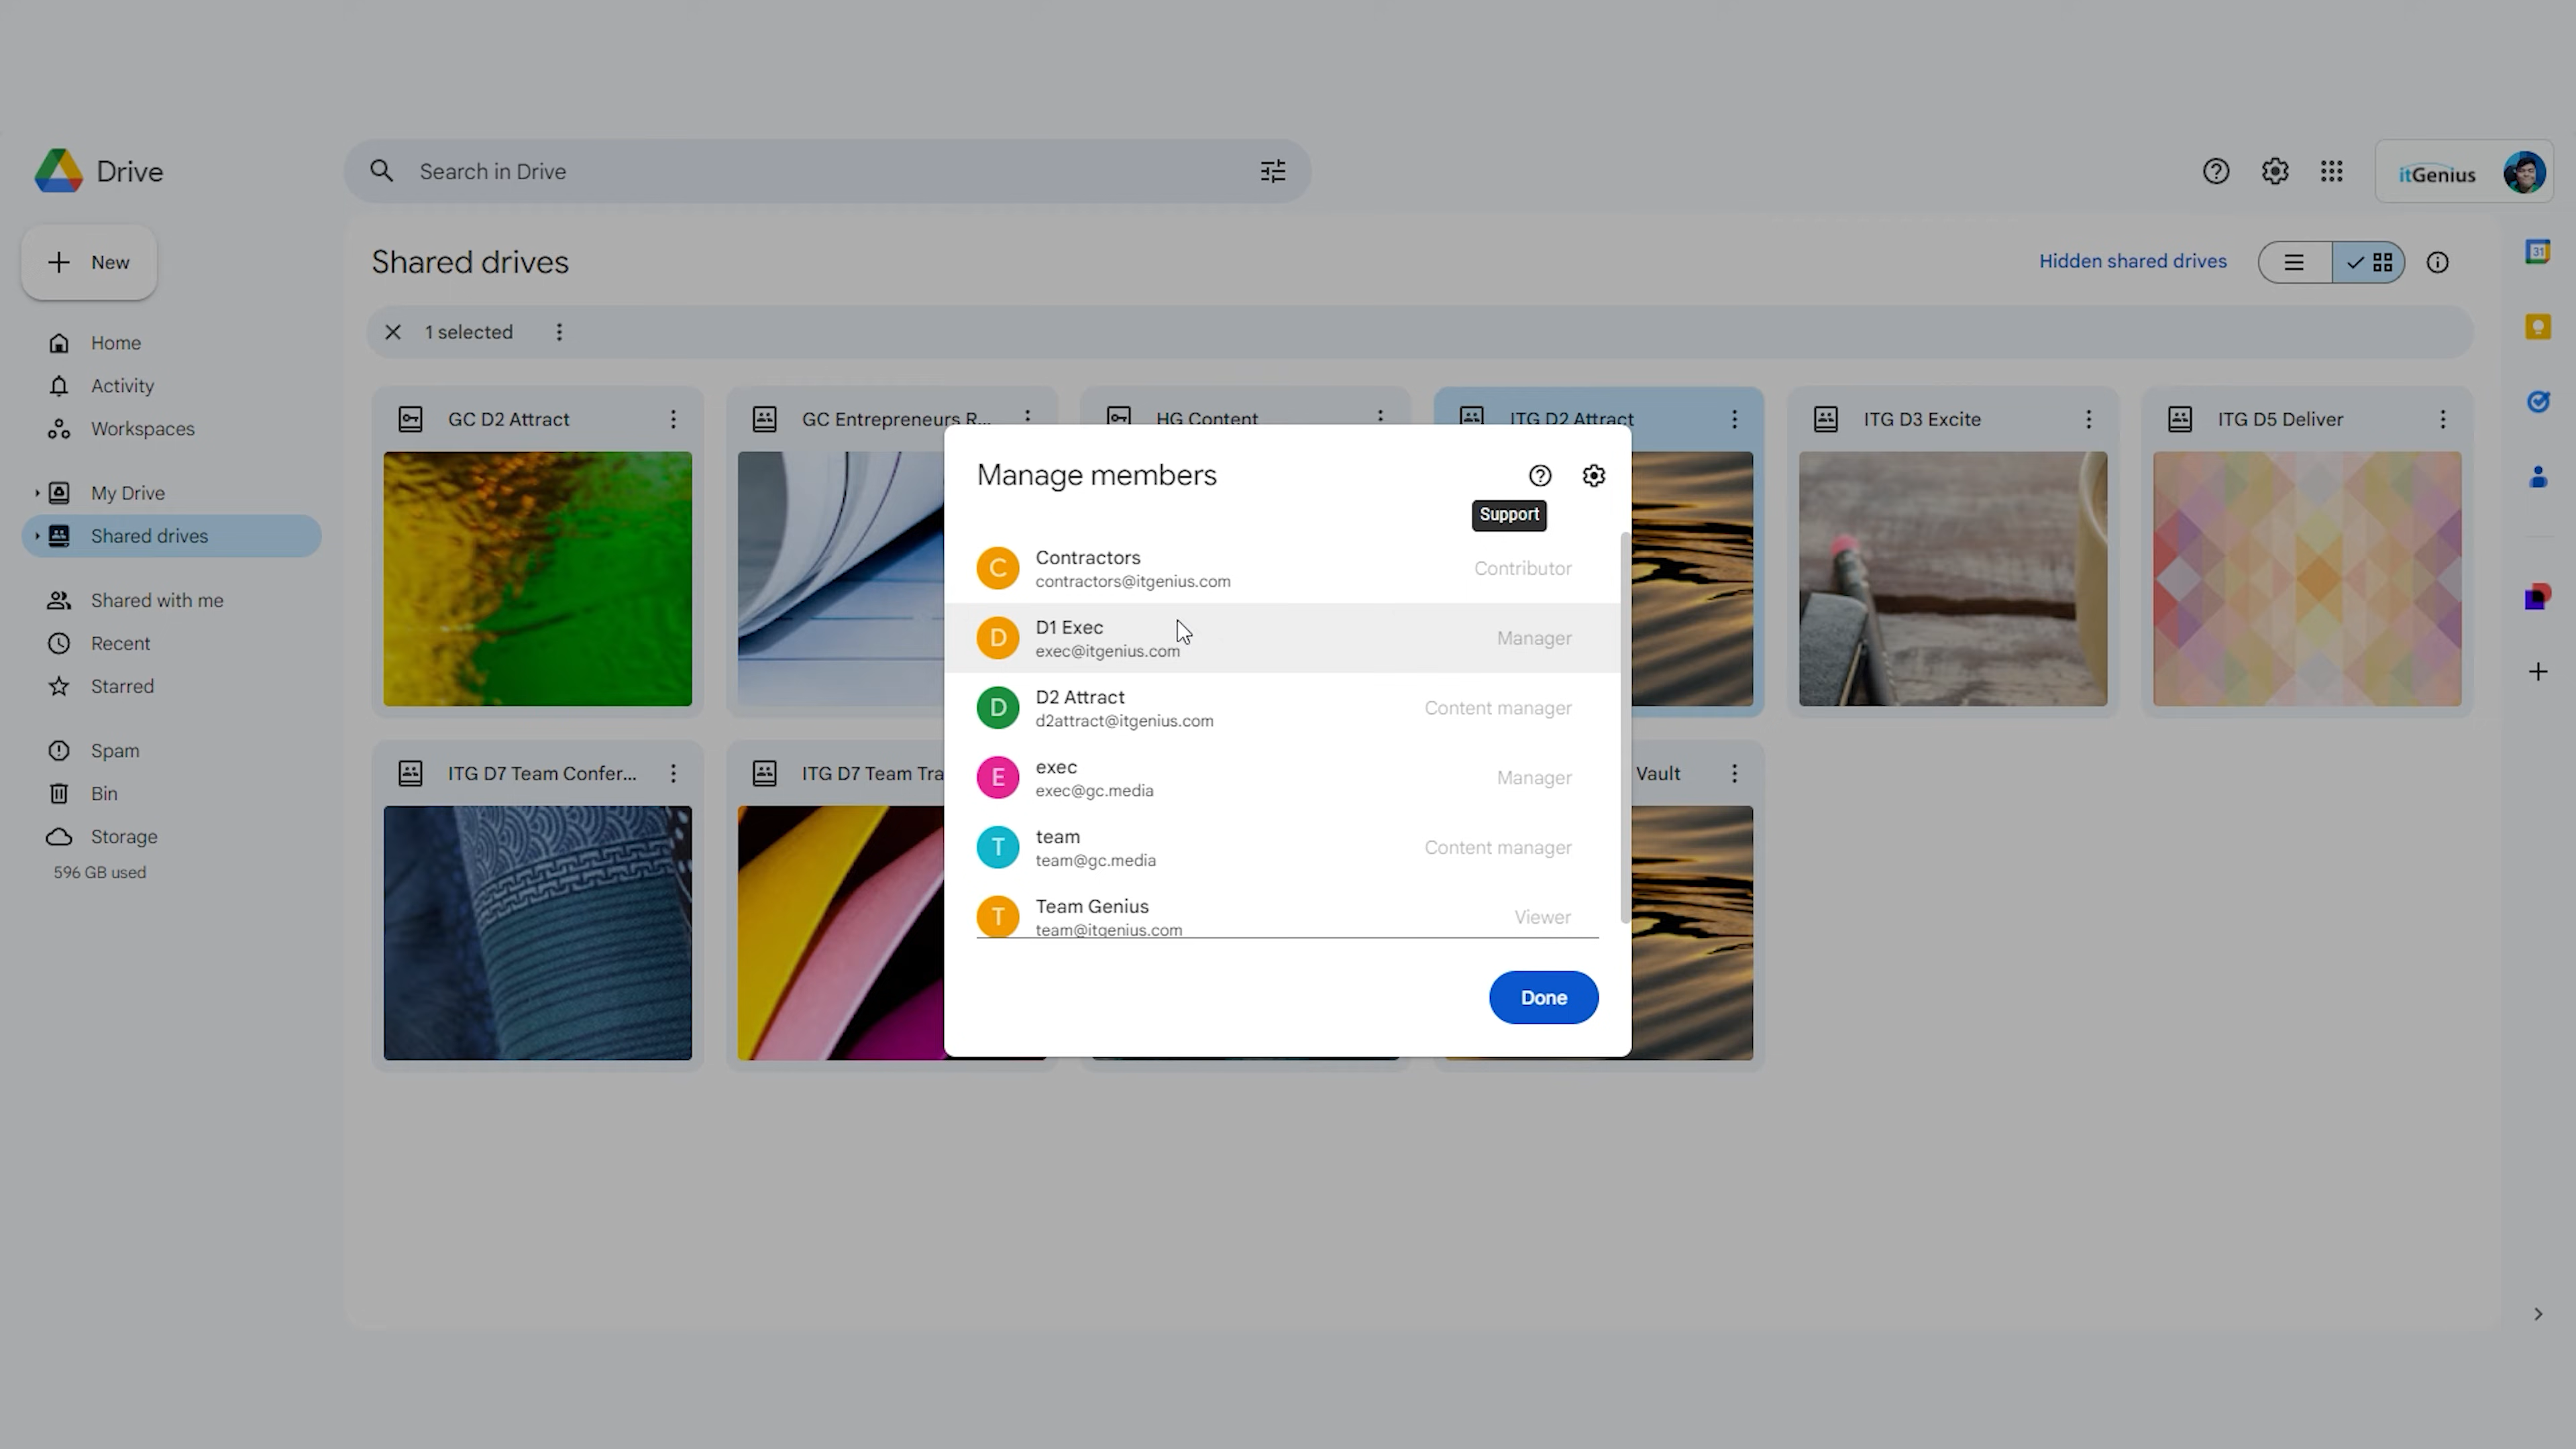 Drive
Search in Drive
itGenius
New
Shared drives
Hidden shared drives
31
1 selected
Home
Activity
Workspaces
My Drive
Shared drives
Shared with me
Recent
Starred
Spam
Bin
Storage
596 GB used
GC D2 Attract
GC Entrepreneurs R...
HG Content
ITG D2 Attract
ITG D3 Excite
ITG D5 Deliver
ITG D7 Team Confer...
ITG D7 Team Tra
Vault
Manage members
Support
C
Contractors
contractors@itgenius.com
Contributor
D
D1 Exec
exec@itgenius.com
Manager
D
D2 Attract
d2attract@itgenius.com
Content manager
E
exec
exec@gc.media
Manager
T
team
team@gc.media
Content manager
T
Team Genius
team@itgenius.com
Viewer
Done